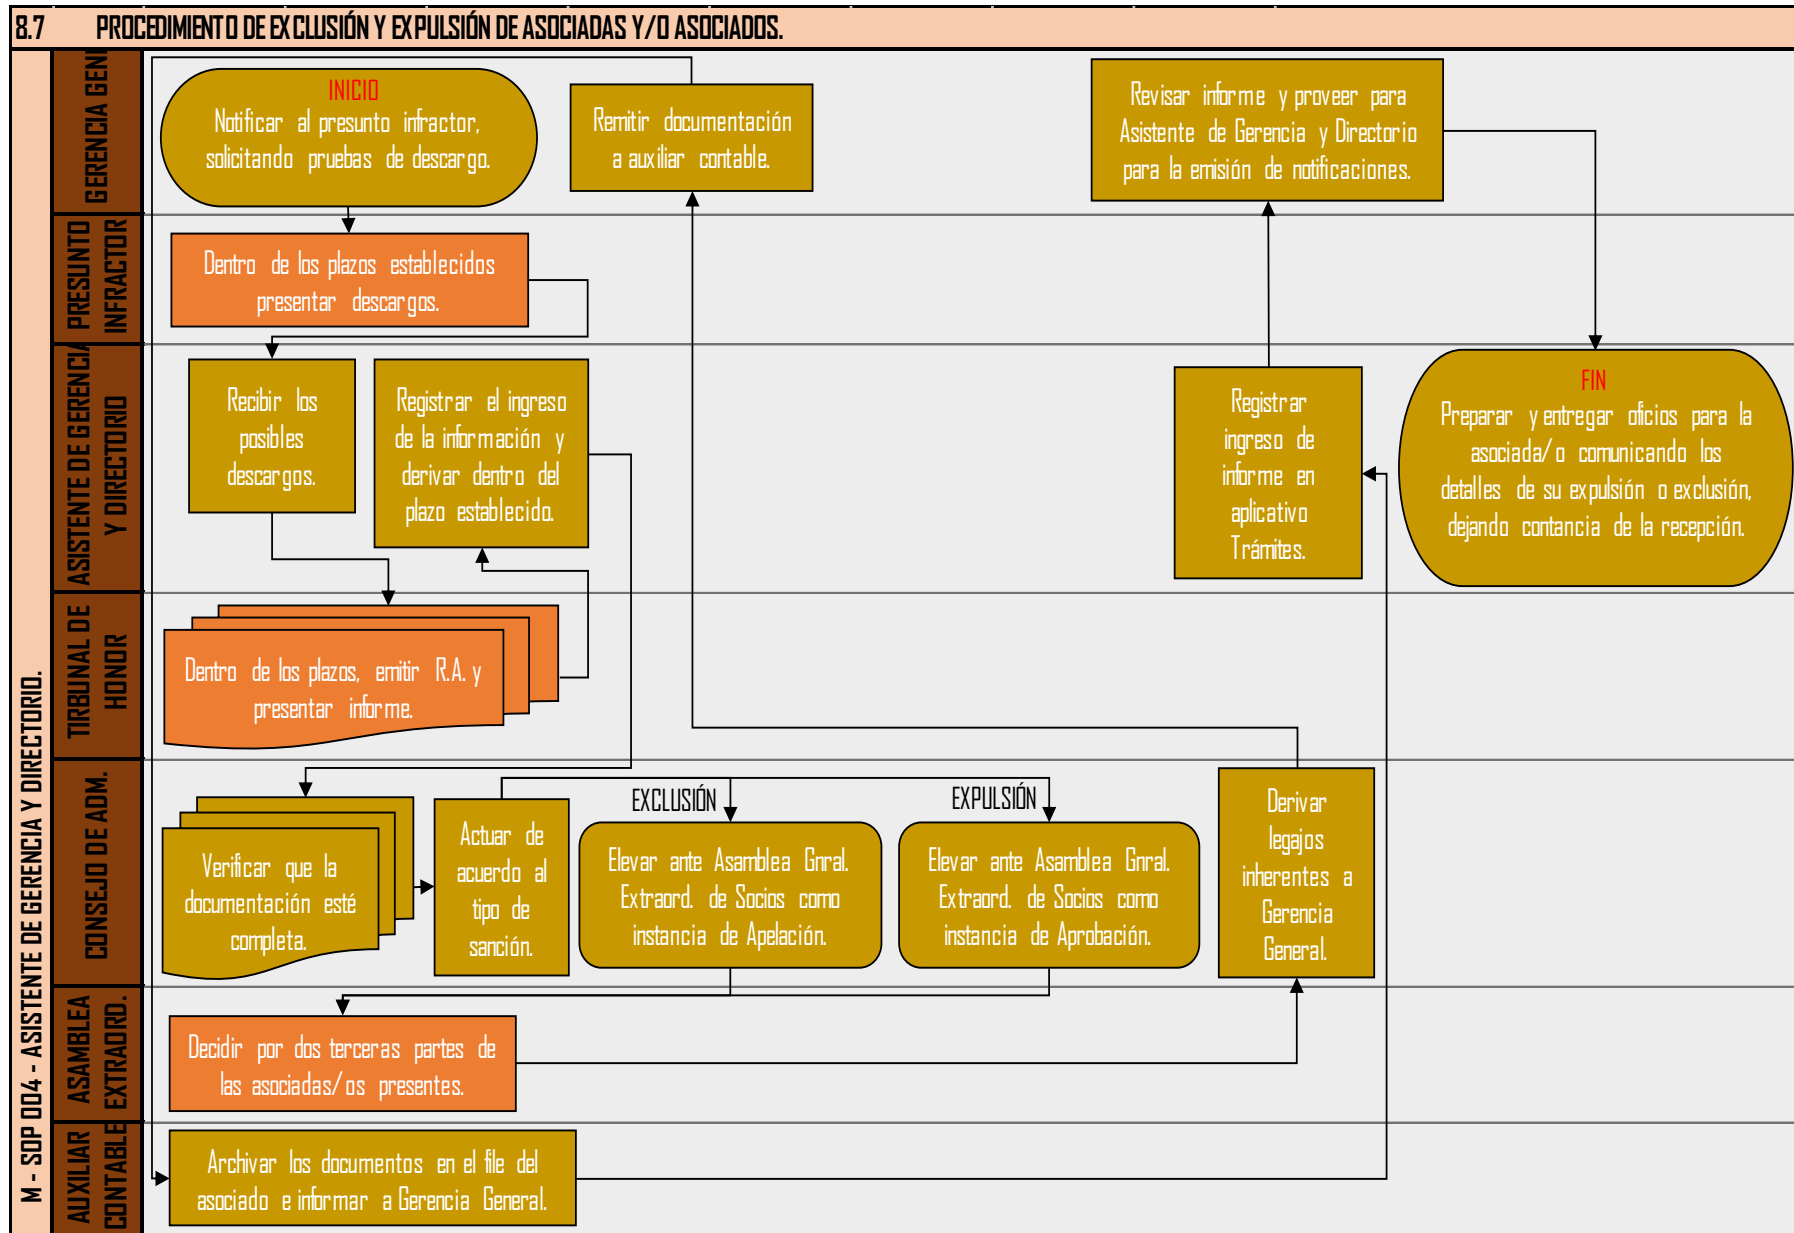 8.7 PROCEDIMIENTO DE EXCLUSIÓN Y EXPULSIÓN DE ASOCIADAS Y/O ASOCIADOS.
M - SOP 004 - ASISTENTE DE GERENCIA Y DIRECTORIO.
GERENCIA GEN
INICIO
Notificar al presunto infractor,
solicitando pruebas de descargo.
Remitir documentación
a auxiliar contable.
Revisar informe y proveer para
Asistente de Gerencia y Directorio
para la emisión de notificaciones.
PRESUNTO
INFRACTOR
Dentro de los plazos establecidos
presentar descargos.
ASISTENTE DE GERENCIA
Y DIRECTORIO
Recibir los
posibles
descargos.
Registrar el ingreso
de la información y
derivar dentro del
plazo establecido.
Registrar
ingreso de
informe en
aplicativo
Trámites.
FIN
Preparar y entregar oficios para la
asociada/o comunicando los
detalles de su expulsión o exclusión,
dejando contancia de la recepción.
TIRBUNAL DE
HONOR
Dentro de los plazos, emitir R.A. y
presentar informe.
CONSEJO DE ADM.
Verificar que la
documentación esté
completa.
Actuar de
acuerdo al
tipo de
sanción.
EXCLUSIÓN
Elevar ante Asamblea Gnral.
Extraord. de Socios como
instancia de Apelación.
EXPULSIÓN
Elevar ante Asamblea Gnral.
Extraord. de Socios como
instancia de Aprobación.
Derivar
legajos
inherentes a
Gerencia
General.
ASAMBLEA
EXTRAORD.
Decidir por dos terceras partes de
las asociadas/os presentes.
AUXILIAR
CONTABLE
Archivar los documentos en el file del
asociado e informar a Gerencia General.